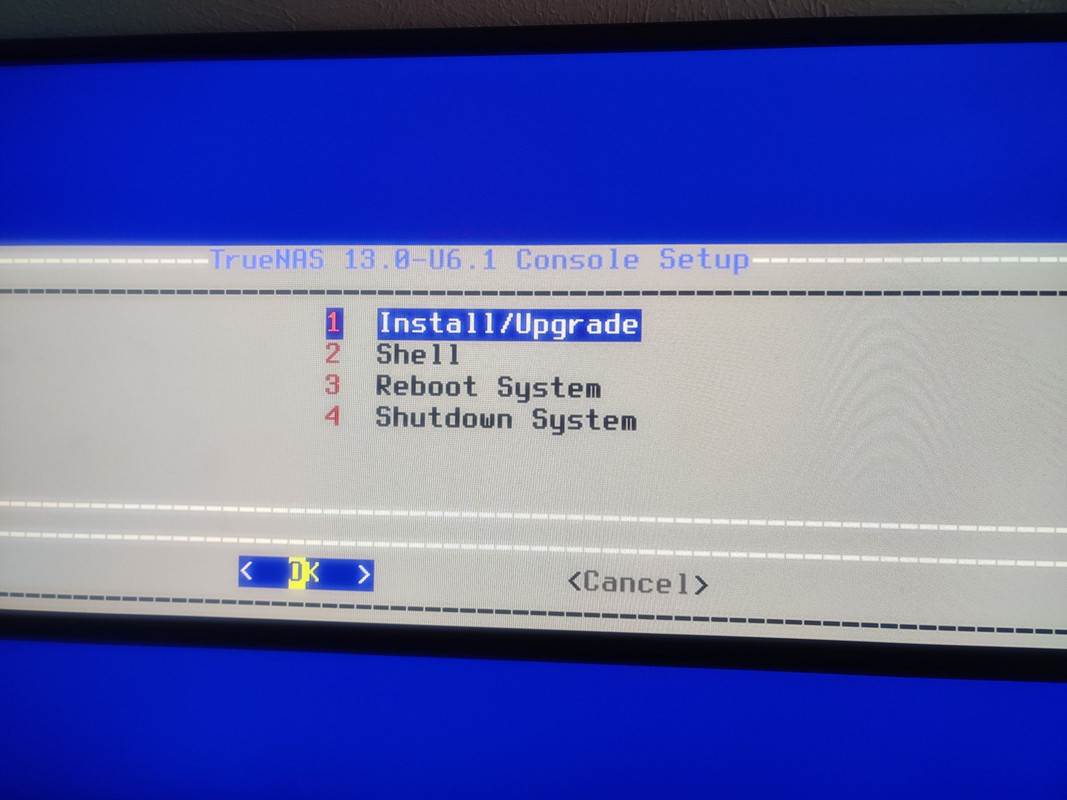 TrueNAS 13.0-U6.1 Console Setup
1 Install/Upgrade
2 Shell
3 Reboot System
4 Shutdown System
< OK > <Cancel>